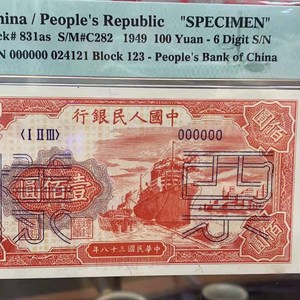 China / People's Republic "SPECIMEN"
ck# 831as S/M#C282 1949 100 Yuan - 6 Digit S/N
N 000000 024121 Block 123 - People's Bank of China
中國人民銀行
〈I II III〉
000000
壹佰圓
佰圓
中華民國三十八年